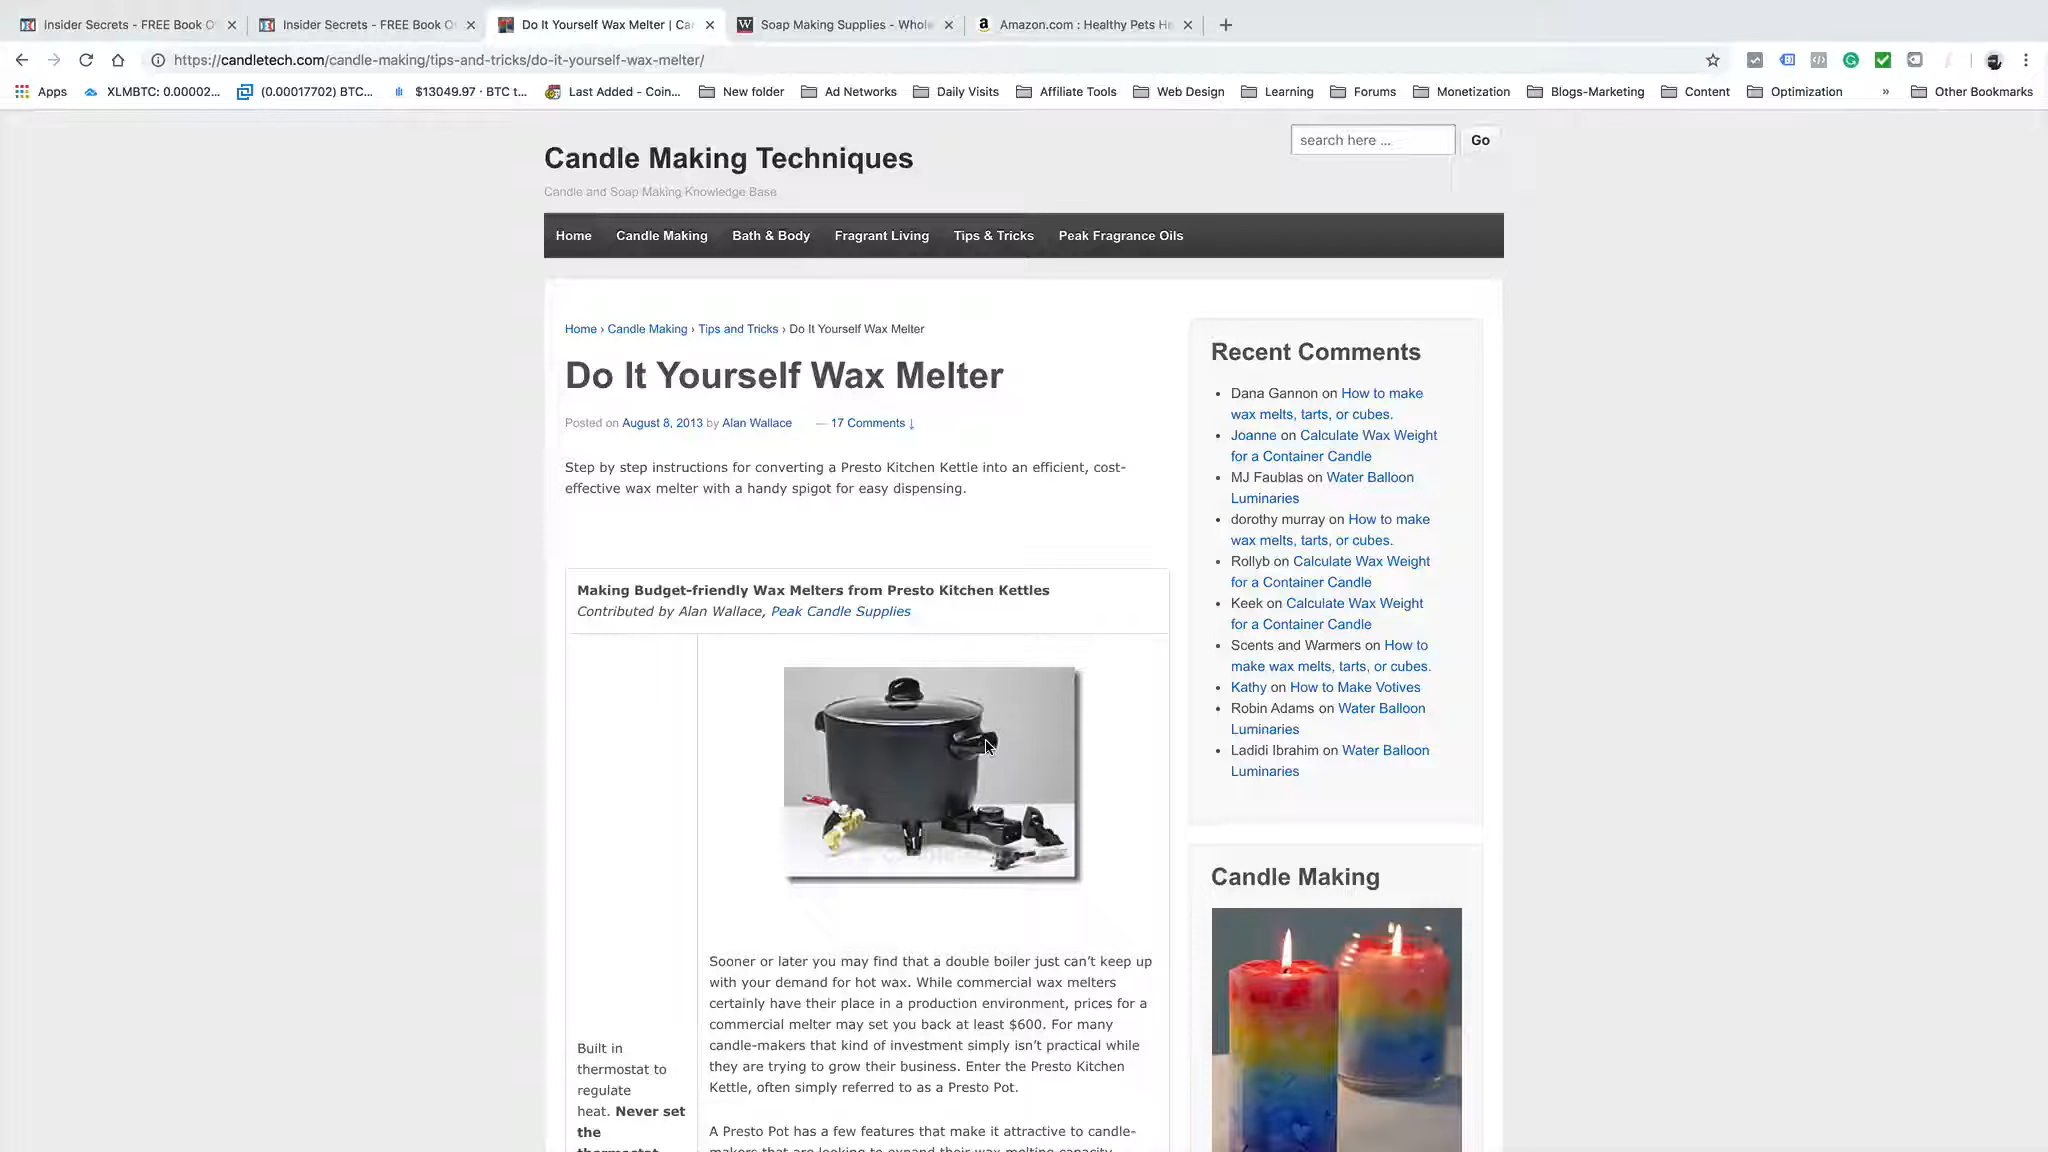 Insider Secrets - FREE Book O
Insider Secrets - FREE Book O
Do It Yourself Wax Melter | Ca
Soap Making Supplies - Whole
Amazon.com : Healthy Pets H
https://candletech.com/candle-making/tips-and-tricks/do-it-yourself-wax-melter/
Apps
XLMBTC: 0.00002...
(0.00017702) BTC...
$13049.97 · BTC t...
Last Added - Coin...
New folder
Ad Networks
Daily Visits
Affiliate Tools
Web Design
Learning
Forums
Monetization
Blogs-Marketing
Content
Optimization
»
Other Bookmarks
search here ...
Go
Candle Making Techniques
Candle and Soap Making Knowledge Base
Home
Candle Making
Bath & Body
Fragrant Living
Tips & Tricks
Peak Fragrance Oils
Home › Candle Making › Tips and Tricks › Do It Yourself Wax Melter
Do It Yourself Wax Melter
Posted on August 8, 2013 by Alan Wallace — 17 Comments ↓
Step by step instructions for converting a Presto Kitchen Kettle into an efficient, cost-
effective wax melter with a handy spigot for easy dispensing.
Making Budget-friendly Wax Melters from Presto Kitchen Kettles
Contributed by Alan Wallace, Peak Candle Supplies
Built in
thermostat to
regulate
heat. Never set
the
thermostat
Sooner or later you may find that a double boiler just can't keep up
with your demand for hot wax. While commercial wax melters
certainly have their place in a production environment, prices for a
commercial melter may set you back at least $600. For many
candle-makers that kind of investment simply isn't practical while
they are trying to grow their business. Enter the Presto Kitchen
Kettle, often simply referred to as a Presto Pot.
A Presto Pot has a few features that make it attractive to candle-
makers that are looking to expand their wax melting capacity
Recent Comments
Dana Gannon on How to make
wax melts, tarts, or cubes.
Joanne on Calculate Wax Weight
for a Container Candle
MJ Faublas on Water Balloon
Luminaries
dorothy murray on How to make
wax melts, tarts, or cubes.
Rollyb on Calculate Wax Weight
for a Container Candle
Keek on Calculate Wax Weight
for a Container Candle
Scents and Warmers on How to
make wax melts, tarts, or cubes.
Kathy on How to Make Votives
Robin Adams on Water Balloon
Luminaries
Ladidi Ibrahim on Water Balloon
Luminaries
Candle Making